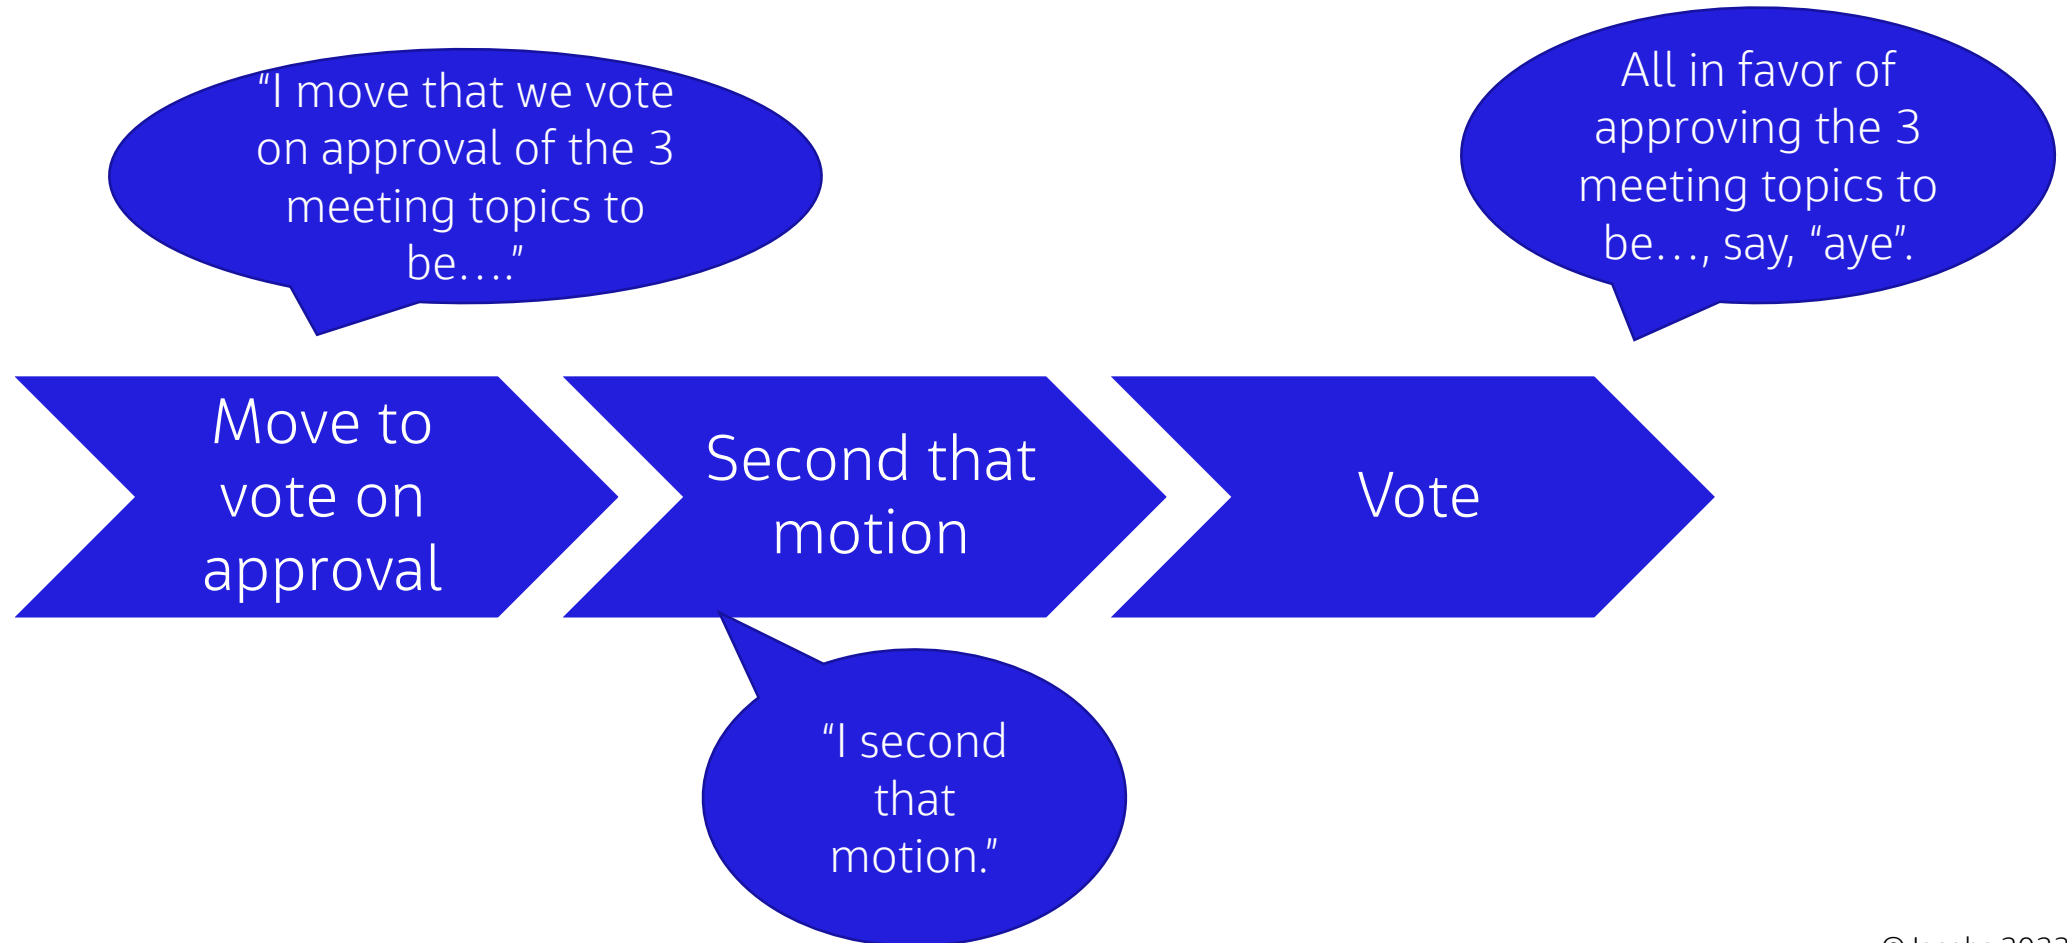 “I move that we vote
on approval of the 3
meeting topics to
be….”
All in favor of
approving the 3
meeting topics to
be…, say, “aye”.
Move to
vote on
approval
Second that
motion
Vote
“I second
that
motion.”